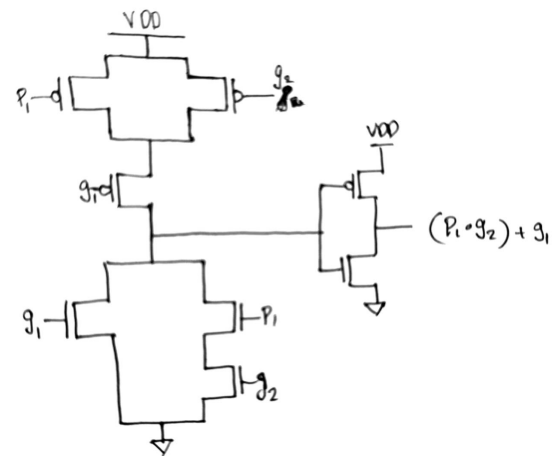 VDD
P₁
g₂
g₁
VDD
(P₁•g₂)+g₁
g₁
P₁
g₂